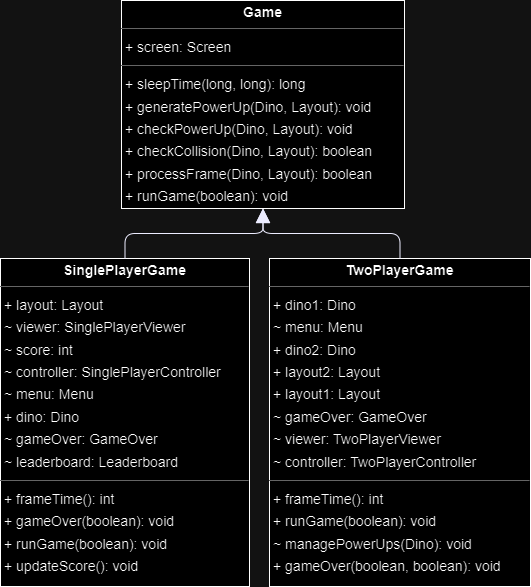 Game
+ screen: Screen
+ sleepTime(long, long): long
+ generatePowerUp(Dino, Layout): void
+ checkPowerUp(Dino, Layout): void
+ checkCollision(Dino, Layout): boolean
+ processFrame(Dino, Layout): boolean
+ runGame(boolean): void
SinglePlayerGame
+ layout: Layout
~ viewer: SinglePlayerViewer
~ score: int
~ controller: SinglePlayerController
~ menu: Menu
+ dino: Dino
~ gameOver: GameOver
~ leaderboard: Leaderboard
+ frameTime(): int
+ gameOver(boolean): void
+ runGame(boolean): void
+ updateScore(): void
TwoPlayerGame
+ dino1: Dino
~ menu: Menu
+ dino2: Dino
+ layout2: Layout
+ layout1: Layout
~ gameOver: GameOver
~ viewer: TwoPlayerViewer
~ controller: TwoPlayerController
+ frameTime(): int
+ runGame(boolean): void
~ managePowerUps(Dino): void
+ gameOver(boolean, boolean): void